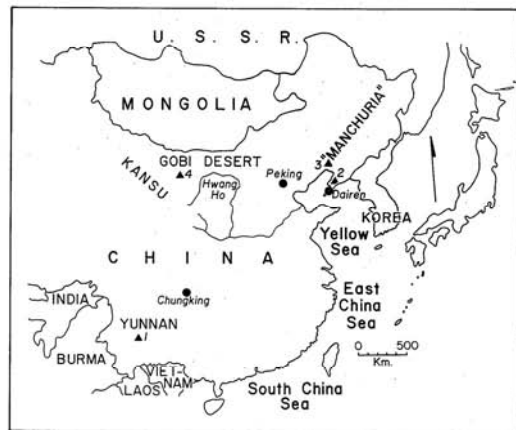 U. S. S. R.
MONGOLIA
"MANCHURIA"
3
GOBI DESERT
4
2
KANSU
Hwang
Ho
Peking
Dairen
KOREA
Yellow
Sea
C H I N A
East
China
Sea
Chungking
INDIA
YUNNAN
1
0 500
Km.
BURMA
VIET-
NAM
LAOS
South China
Sea